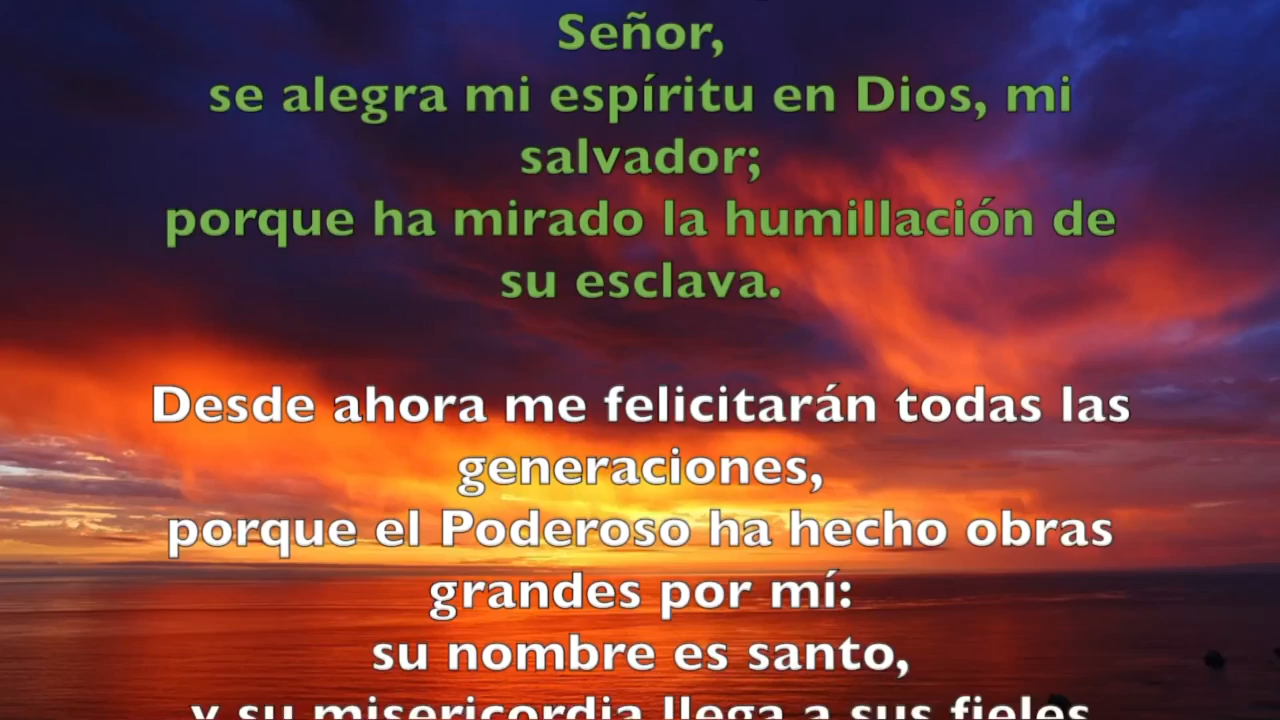 Señor,
se alegra mi espíritu en Dios, mi
salvador;
porque ha mirado la humillación de
su esclava.
Desde ahora me felicitarán todas las
generaciones,
porque el Poderoso ha hecho obras
grandes por mí:
su nombre es santo,
y su misericordia llega a sus fieles